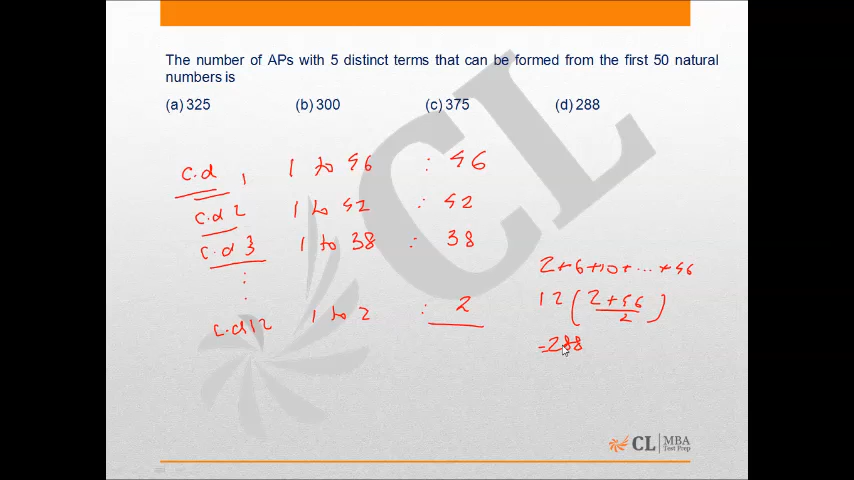 The number of APs with 5 distinct terms that can be formed from the first 50 natural
numbers is
(a) 325 (b) 300 (c) 375 (d) 288
C.d 1 1 to 46 : 46
c.d 2 1 to 42 : 42
c.d 3 1 to 38 : 38
:
:
c.d 12 1 to 2 : 2
2+6+10+...+46
12 ( 2+46 / 2 )
=288
CL
CL MBA
Test Prep